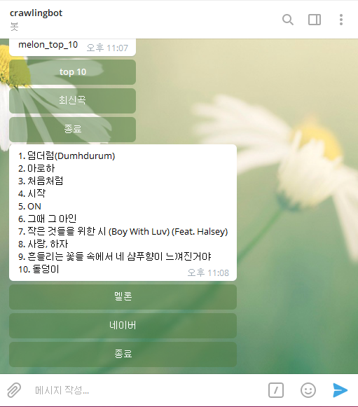 crawlingbot
봇
melon_top_10 오후 11:07
top 10
최신곡
종료
1. 덤더럼(Dumhdurum)
2. 마로하
3. 처음처럼
4. 시작
5. ON
6. 그때 그 아인
7. 작은 것들을 위한 시 (Boy With Luv) (Feat. Halsey)
8. 사랑, 하자
9. 흔들리는 꽃들 속에서 네 샴푸향이 느껴진거야
10. 돌덩이
오후 11:08
멜론
네이버
종료
메시지 작성...